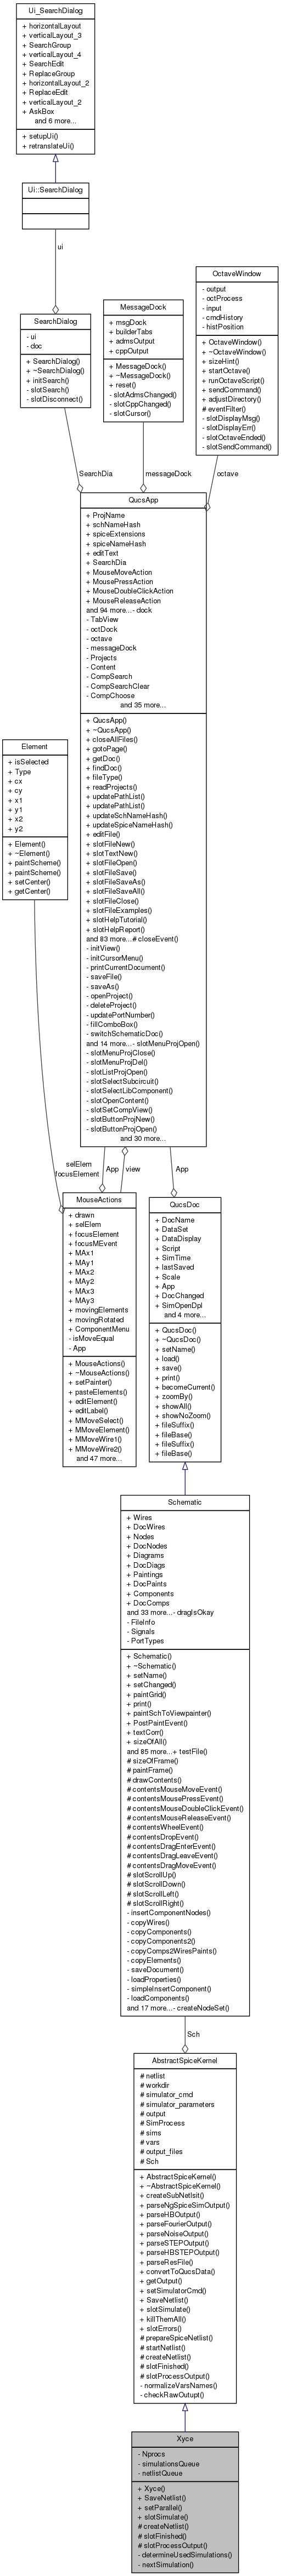 Ui_SearchDialog
+ horizontalLayout
+ verticalLayout_3
+ SearchGroup
+ verticalLayout_4
+ SearchEdit
+ ReplaceGroup
+ horizontalLayout_2
+ ReplaceEdit
+ verticalLayout_2
+ AskBox
and 6 more...
+ setupUi()
+ retranslateUi()
Ui::SearchDialog
ui
SearchDialog
- ui
- doc
+ SearchDialog()
+ ~SearchDialog()
+ initSearch()
- slotSearch()
- slotDisconnect()
MessageDock
+ msgDock
+ builderTabs
+ admsOutput
+ cppOutput
+ MessageDock()
+ ~MessageDock()
+ reset()
- slotAdmsChanged()
- slotCppChanged()
- slotCursor()
OctaveWindow
- output
- octProcess
- input
- cmdHistory
- histPosition
+ OctaveWindow()
+ ~OctaveWindow()
+ sizeHint()
+ startOctave()
+ runOctaveScript()
+ sendCommand()
+ adjustDirectory()
# eventFilter()
- slotDisplayMsg()
- slotDisplayErr()
- slotOctaveEnded()
- slotSendCommand()
SearchDia
messageDock
octave
QucsApp
+ ProjName
+ schNameHash
+ spiceExtensions
+ spiceNameHash
+ editText
+ SearchDia
+ MouseMoveAction
+ MousePressAction
+ MouseDoubleClickAction
+ MouseReleaseAction
and 94 more...- dock
- TabView
- octDock
- octave
- messageDock
- Projects
- Content
- CompSearch
- CompSearchClear
- CompChoose
and 35 more...
+ QucsApp()
+ ~QucsApp()
+ closeAllFiles()
+ gotoPage()
+ getDoc()
+ findDoc()
+ fileType()
+ readProjects()
+ updatePathList()
+ updatePathList()
+ updateSchNameHash()
+ updateSpiceNameHash()
+ editFile()
+ slotFileNew()
+ slotTextNew()
+ slotFileOpen()
+ slotFileSave()
+ slotFileSaveAs()
+ slotFileSaveAll()
+ slotFileClose()
+ slotFileExamples()
+ slotHelpTutorial()
+ slotHelpReport()
and 83 more...# closeEvent()
- initView()
- initCursorMenu()
- printCurrentDocument()
- saveFile()
- saveAs()
- openProject()
- deleteProject()
- updatePortNumber()
- fillComboBox()
- switchSchematicDoc()
and 14 more...- slotMenuProjOpen()
- slotMenuProjClose()
- slotMenuProjDel()
- slotListProjOpen()
- slotSelectSubcircuit()
- slotSelectLibComponent()
- slotOpenContent()
- slotSetCompView()
- slotButtonProjNew()
- slotButtonProjOpen()
and 30 more...
Element
+ isSelected
+ Type
+ cx
+ cy
+ x1
+ y1
+ x2
+ y2
+ Element()
+ ~Element()
+ paintScheme()
+ paintScheme()
+ setCenter()
+ getCenter()
selElem
focusElement
App
view
App
MouseActions
+ drawn
+ selElem
+ focusElement
+ focusMEvent
+ MAx1
+ MAy1
+ MAx2
+ MAy2
+ MAx3
+ MAy3
+ movingElements
+ movingRotated
+ ComponentMenu
- isMoveEqual
- App
+ MouseActions()
+ ~MouseActions()
+ setPainter()
+ pasteElements()
+ editElement()
+ editLabel()
+ MMoveSelect()
+ MMoveElement()
+ MMoveWire1()
+ MMoveWire2()
and 47 more...
QucsDoc
+ DocName
+ DataSet
+ DataDisplay
+ Script
+ SimTime
+ lastSaved
+ Scale
+ App
+ DocChanged
+ SimOpenDpl
and 4 more...
+ QucsDoc()
+ ~QucsDoc()
+ setName()
+ load()
+ save()
+ print()
+ becomeCurrent()
+ zoomBy()
+ showAll()
+ showNoZoom()
+ fileSuffix()
+ fileBase()
+ fileSuffix()
+ fileBase()
Schematic
+ Wires
+ DocWires
+ Nodes
+ DocNodes
+ Diagrams
+ DocDiags
+ Paintings
+ DocPaints
+ Components
+ DocComps
and 33 more...- dragIsOkay
- FileInfo
- Signals
- PortTypes
+ Schematic()
+ ~Schematic()
+ setName()
+ setChanged()
+ paintGrid()
+ print()
+ paintSchToViewpainter()
+ PostPaintEvent()
+ textCorr()
+ sizeOfAll()
and 85 more...+ testFile()
# sizeOfFrame()
# paintFrame()
# drawContents()
# contentsMouseMoveEvent()
# contentsMousePressEvent()
# contentsMouseDoubleClickEvent()
# contentsMouseReleaseEvent()
# contentsWheelEvent()
# contentsDropEvent()
# contentsDragEnterEvent()
# contentsDragLeaveEvent()
# contentsDragMoveEvent()
# slotScrollUp()
# slotScrollDown()
# slotScrollLeft()
# slotScrollRight()
- insertComponentNodes()
- copyWires()
- copyComponents()
- copyComponents2()
- copyComps2WiresPaints()
- copyElements()
- saveDocument()
- loadProperties()
- simpleInsertComponent()
- loadComponents()
and 17 more...- createNodeSet()
Sch
AbstractSpiceKernel
# netlist
# workdir
# simulator_cmd
# simulator_parameters
# output
# SimProcess
# sims
# vars
# output_files
# Sch
+ AbstractSpiceKernel()
+ ~AbstractSpiceKernel()
+ createSubNetlsit()
+ parseNgSpiceSimOutput()
+ parseHBOutput()
+ parseFourierOutput()
+ parseNoiseOutput()
+ parseSTEPOutput()
+ parseHBSTEPOutput()
+ parseResFile()
+ convertToQucsData()
+ getOutput()
+ setSimulatorCmd()
+ SaveNetlist()
+ slotSimulate()
+ killThemAll()
+ slotErrors()
# prepareSpiceNetlist()
# startNetlist()
# createNetlist()
# slotFinished()
# slotProcessOutput()
- normalizeVarsNames()
- checkRawOutupt()
Xyce
- Nprocs
- simulationsQueue
- netlistQueue
+ Xyce()
+ SaveNetlist()
+ setParallel()
+ slotSimulate()
# createNetlist()
# slotFinished()
# slotProcessOutput()
- determineUsedSimulations()
- nextSimulation()